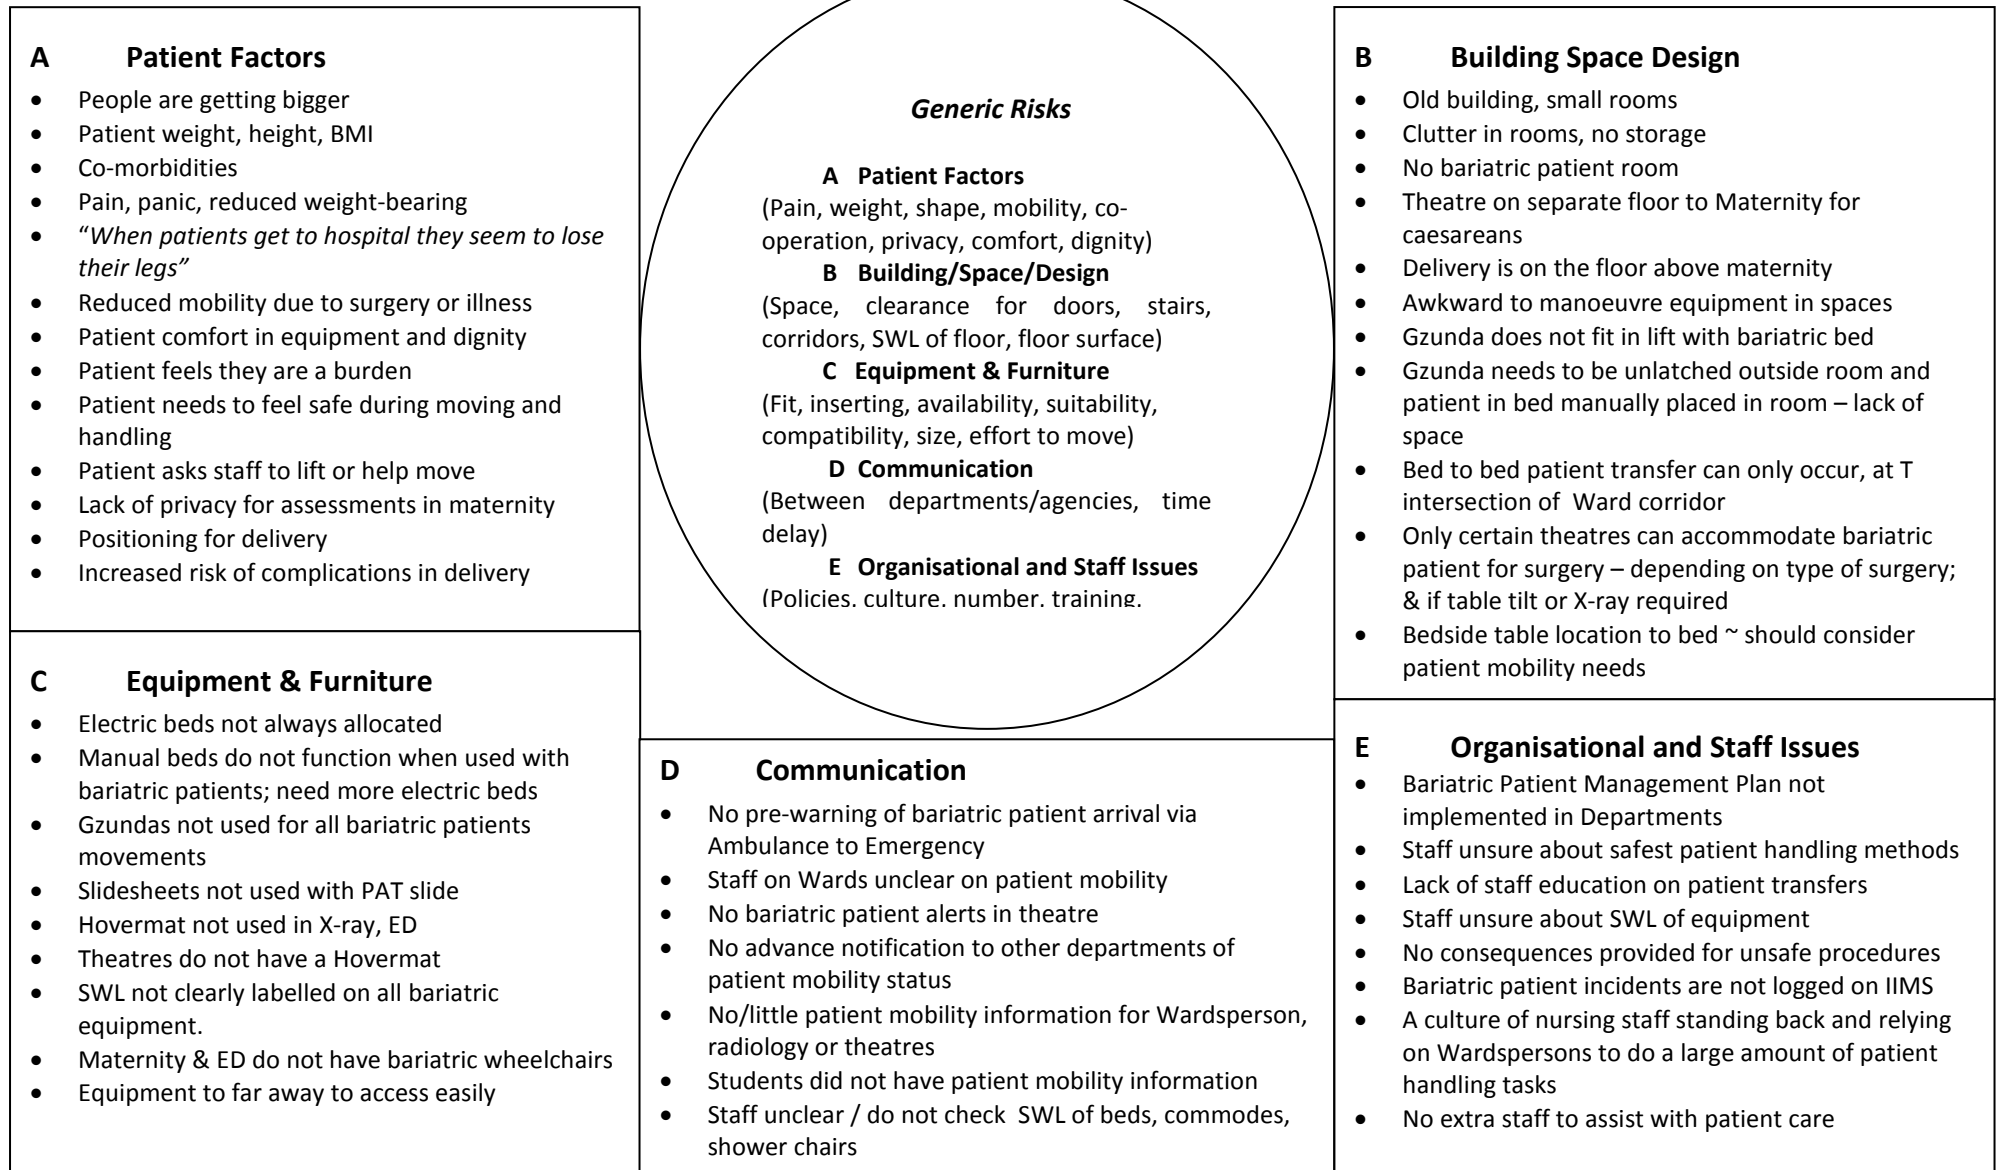 A Patient Factors
• People are getting bigger
• Patient weight, height, BMI
• Co-morbidities
• Pain, panic, reduced weight-bearing
• “When patients get to hospital they seem to lose
their legs”
• Reduced mobility due to surgery or illness
• Patient comfort in equipment and dignity
• Patient feels they are a burden
• Patient needs to feel safe during moving and
handling
• Patient asks staff to lift or help move
• Lack of privacy for assessments in maternity
• Positioning for delivery
• Increased risk of complications in delivery
Generic Risks
A Patient Factors
(Pain, weight, shape, mobility, co-
operation, privacy, comfort, dignity)
B Building/Space/Design
(Space, clearance for doors, stairs,
corridors, SWL of floor, floor surface)
C Equipment & Furniture
(Fit, inserting, availability, suitability,
compatibility, size, effort to move)
D Communication
(Between departments/agencies, time
delay)
E Organisational and Staff Issues
(Policies, culture, number, training,
B Building Space Design
• Old building, small rooms
• Clutter in rooms, no storage
• No bariatric patient room
• Theatre on separate floor to Maternity for
caesareans
• Delivery is on the floor above maternity
• Awkward to manoeuvre equipment in spaces
• Gzunda does not fit in lift with bariatric bed
• Gzunda needs to be unlatched outside room and
patient in bed manually placed in room – lack of
space
• Bed to bed patient transfer can only occur, at T
intersection of Ward corridor
• Only certain theatres can accommodate bariatric
patient for surgery – depending on type of surgery;
& if table tilt or X-ray required
• Bedside table location to bed ~ should consider
patient mobility needs
C Equipment & Furniture
• Electric beds not always allocated
• Manual beds do not function when used with
bariatric patients; need more electric beds
• Gzundas not used for all bariatric patients
movements
• Slidesheets not used with PAT slide
• Hovermat not used in X-ray, ED
• Theatres do not have a Hovermat
• SWL not clearly labelled on all bariatric
equipment.
• Maternity & ED do not have bariatric wheelchairs
• Equipment to far away to access easily
D Communication
• No pre-warning of bariatric patient arrival via
Ambulance to Emergency
• Staff on Wards unclear on patient mobility
• No bariatric patient alerts in theatre
• No advance notification to other departments of
patient mobility status
• No/little patient mobility information for Wardsperson,
radiology or theatres
• Students did not have patient mobility information
• Staff unclear / do not check SWL of beds, commodes,
shower chairs
E Organisational and Staff Issues
• Bariatric Patient Management Plan not
implemented in Departments
• Staff unsure about safest patient handling methods
• Lack of staff education on patient transfers
• Staff unsure about SWL of equipment
• No consequences provided for unsafe procedures
• Bariatric patient incidents are not logged on IIMS
• A culture of nursing staff standing back and relying
on Wardspersons to do a large amount of patient
handling tasks
• No extra staff to assist with patient care